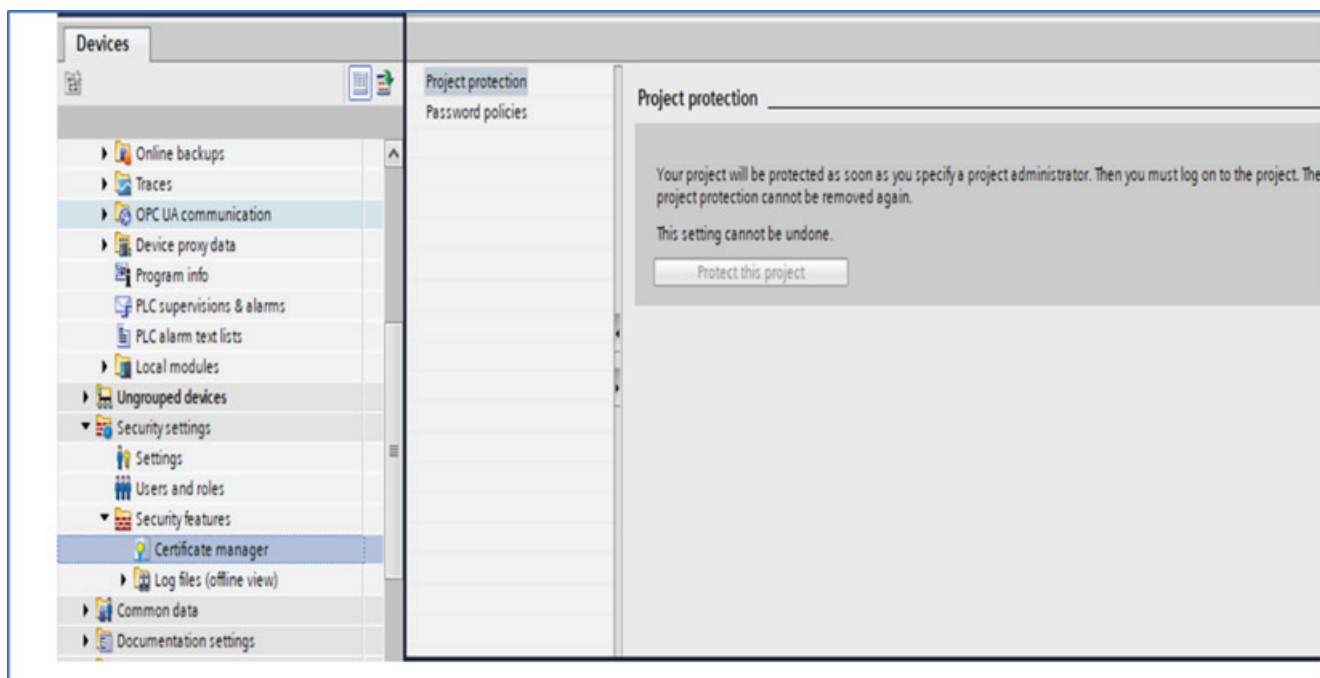 Devices
Online backups
Traces
OPC UA communication
Device proxy data
Program info
PLC supervisions & alarms
PLC alarm text lists
Local modules
Ungrouped devices
Security settings
Settings
Users and roles
Security features
Certificate manager
Log files (offline view)
Common data
Documentation settings
Project protection
Password policies
Project protection
Your project will be protected as soon as you specify a project administrator. Then you must log on to the project. The
project protection cannot be removed again.
This setting cannot be undone.
Protect this project